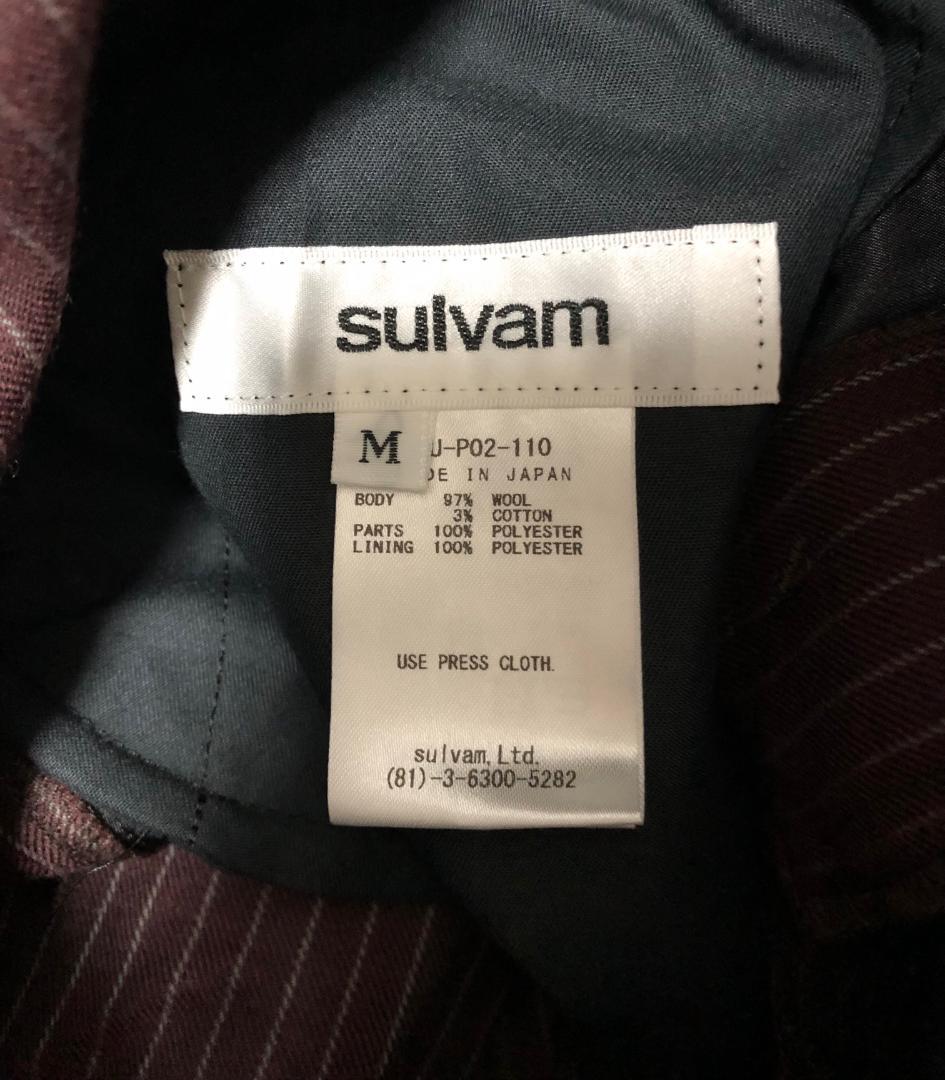 sulvam
M
J-P02-110
DE IN JAPAN
BODY 97% WOOL
3% COTTON
PARTS 100% POLYESTER
LINING 100% POLYESTER
USE PRESS CLOTH.
sulvam, Ltd.
(81)-3-6300-5282